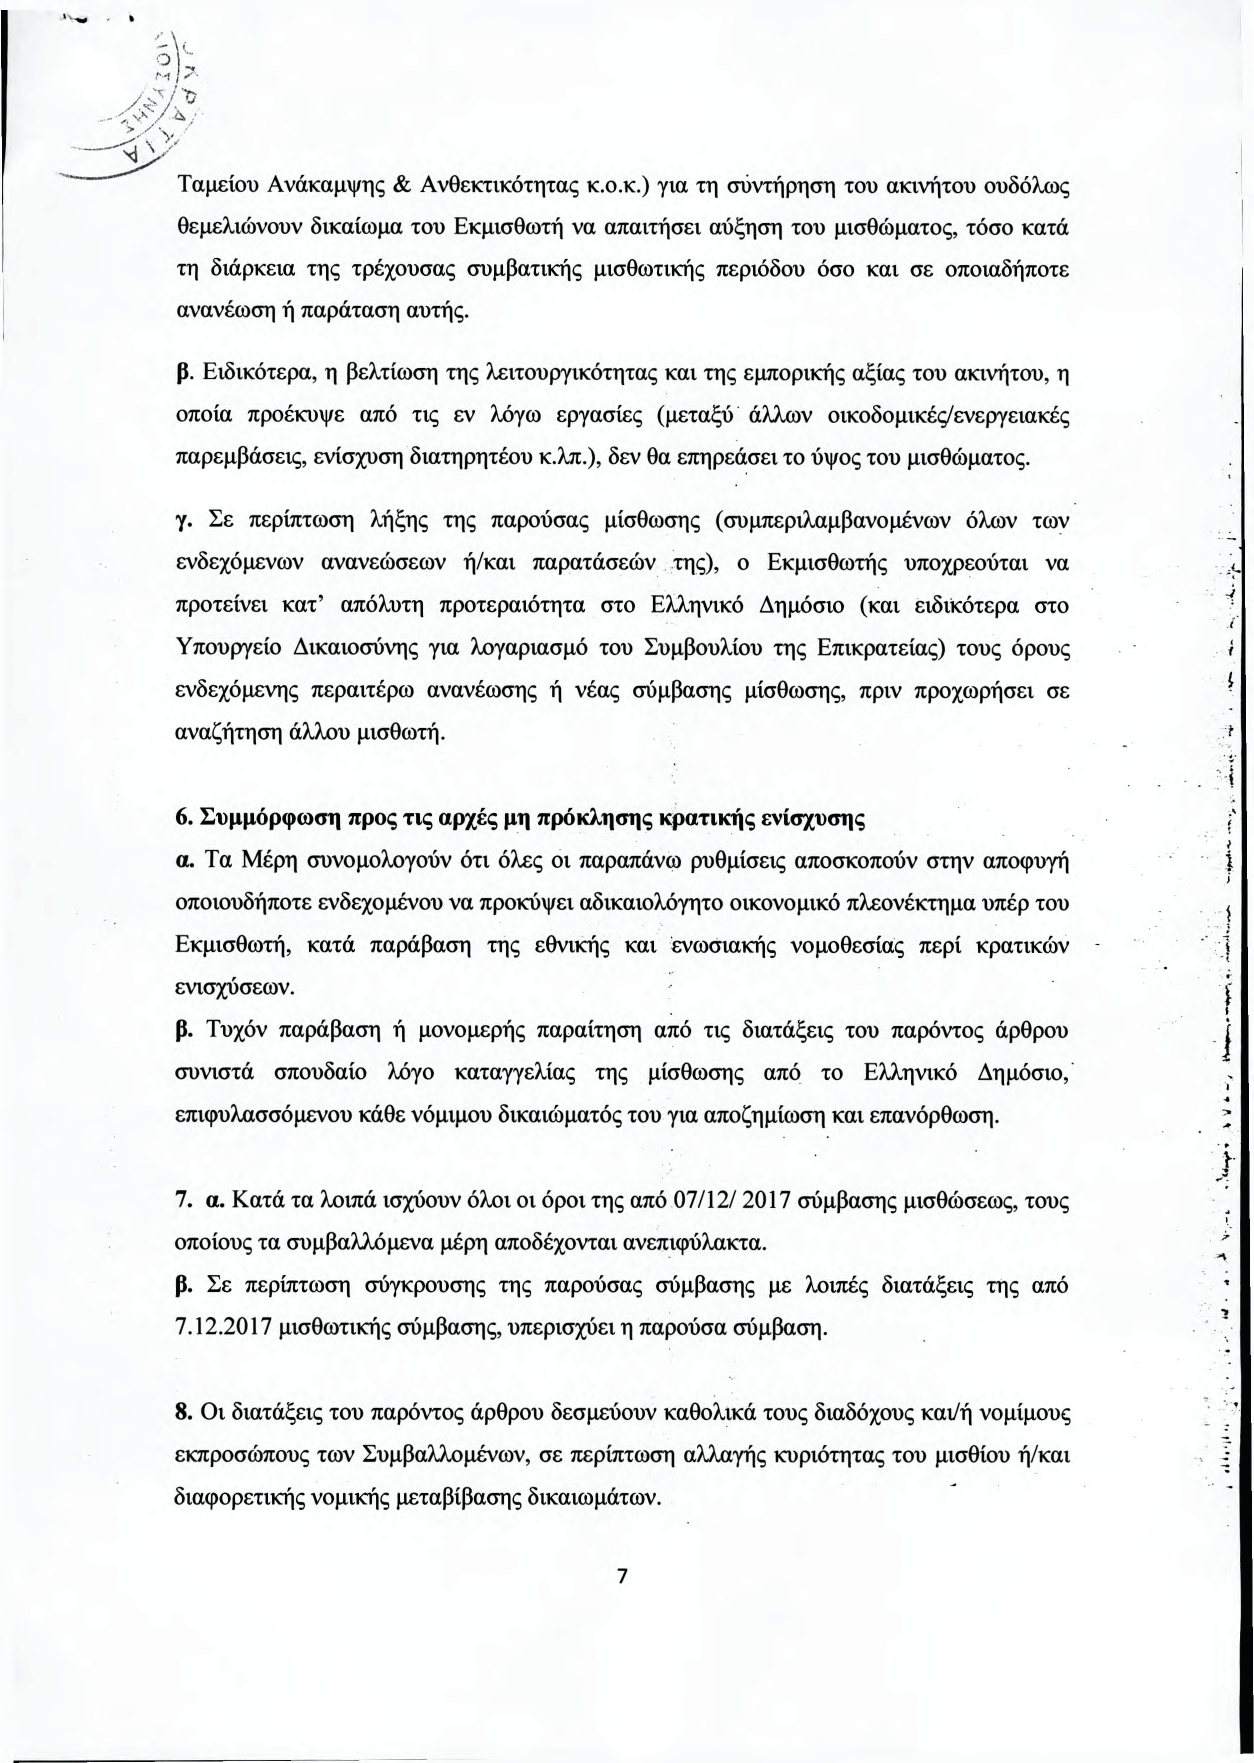 ΚΡΑΤΙΑ
ΙΟΣΥΝΗΣ
Ταμείου Ανάκαμψης & Ανθεκτικότητας κ.ο.κ.) για τη συντήρηση του ακινήτου ουδόλως
θεμελιώνουν δικαίωμα του Εκμισθωτή να απαιτήσει αύξηση του μισθώματος, τόσο κατά
τη διάρκεια της τρέχουσας συμβατικής μισθωτικής περιόδου όσο και σε οποιαδήποτε
ανανέωση ή παράταση αυτής.
β. Ειδικότερα, η βελτίωση της λειτουργικότητας και της εμπορικής αξίας του ακινήτου, η
οποία προέκυψε από τις εν λόγω εργασίες (μεταξύ άλλων οικοδομικές/ενεργειακές
παρεμβάσεις, ενίσχυση διατηρητέου κ.λπ.), δεν θα επηρεάσει το ύψος του μισθώματος.
γ. Σε περίπτωση λήξης της παρούσας μίσθωσης (συμπεριλαμβανομένων όλων των
ενδεχόμενων ανανεώσεων ή/και παρατάσεών της), ο Εκμισθωτής υποχρεούται να
προτείνει κατ’ απόλυτη προτεραιότητα στο Ελληνικό Δημόσιο (και ειδικότερα στο
Υπουργείο Δικαιοσύνης για λογαριασμό του Συμβουλίου της Επικρατείας) τους όρους
ενδεχόμενης περαιτέρω ανανέωσης ή νέας σύμβασης μίσθωσης, πριν προχωρήσει σε
αναζήτηση άλλου μισθωτή.
6. Συμμόρφωση προς τις αρχές μη πρόκλησης κρατικής ενίσχυσης
α. Τα Μέρη συνομολογούν ότι όλες οι παραπάνω ρυθμίσεις αποσκοπούν στην αποφυγή
οποιουδήποτε ενδεχομένου να προκύψει αδικαιολόγητο οικονομικό πλεονέκτημα υπέρ του
Εκμισθωτή, κατά παράβαση της εθνικής και ενωσιακής νομοθεσίας περί κρατικών
ενισχύσεων.
β. Τυχόν παράβαση ή μονομερής παραίτηση από τις διατάξεις του παρόντος άρθρου
συνιστά σπουδαίο λόγο καταγγελίας της μίσθωσης από το Ελληνικό Δημόσιο,
επιφυλασσόμενου κάθε νόμιμου δικαιώματός του για αποζημίωση και επανόρθωση.
7. α. Κατά τα λοιπά ισχύουν όλοι οι όροι της από 07/12/ 2017 σύμβασης μισθώσεως, τους
οποίους τα συμβαλλόμενα μέρη αποδέχονται ανεπιφύλακτα.
β. Σε περίπτωση σύγκρουσης της παρούσας σύμβασης με λοιπές διατάξεις της από
7.12.2017 μισθωτικής σύμβασης, υπερισχύει η παρούσα σύμβαση.
8. Οι διατάξεις του παρόντος άρθρου δεσμεύουν καθολικά τους διαδόχους και/ή νομίμους
εκπροσώπους των Συμβαλλομένων, σε περίπτωση αλλαγής κυριότητας του μισθίου ή/και
διαφορετικής νομικής μεταβίβασης δικαιωμάτων.
7